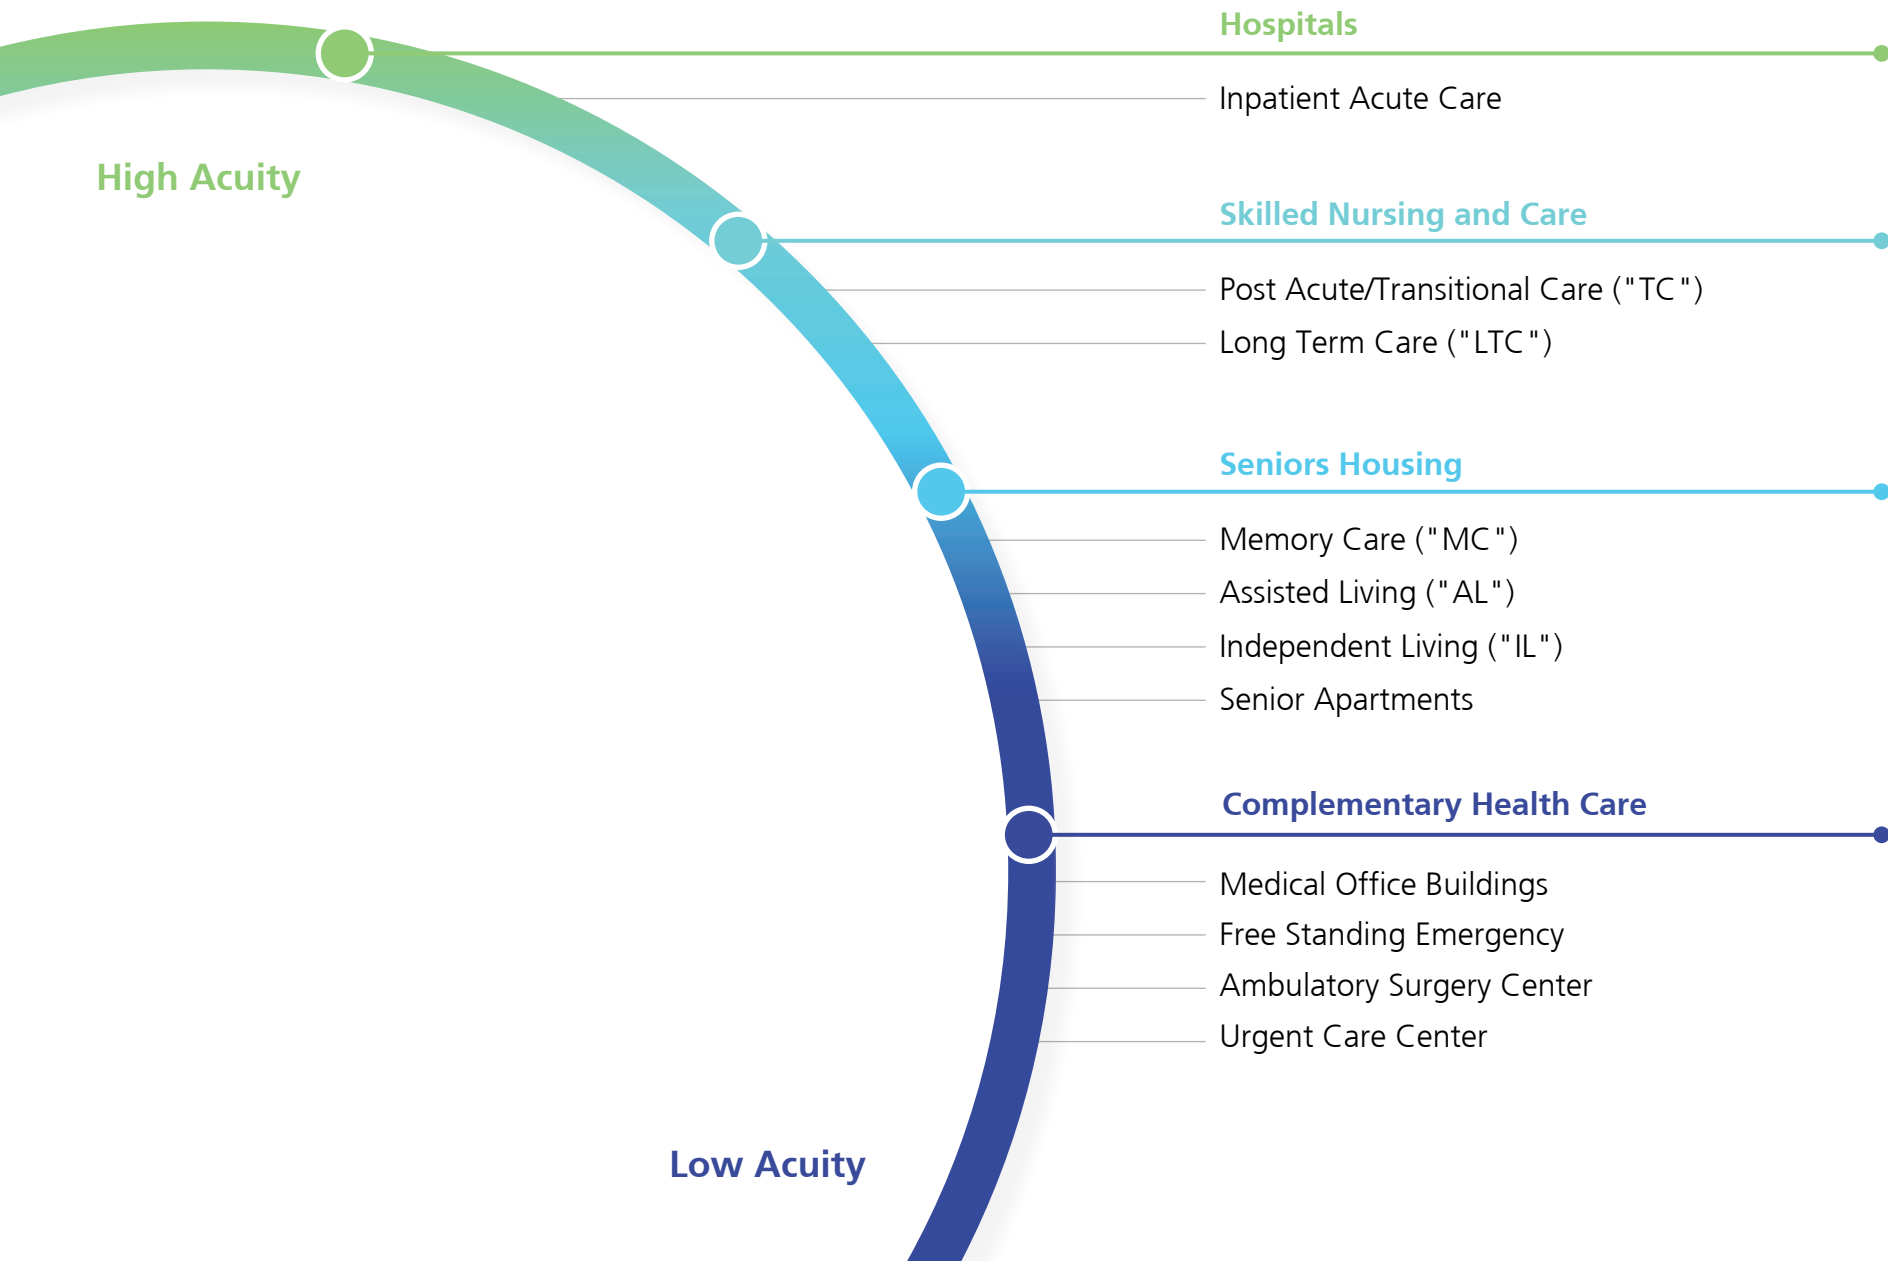 Hospitals
Inpatient Acute Care
High Acuity
Skilled Nursing and Care
Post Acute/Transitional Care ("TC")
Long Term Care ("LTC")
Seniors Housing
Memory Care ("MC")
Assisted Living ("AL")
Independent Living ("IL")
Senior Apartments
Complementary Health Care
Medical Office Buildings
Free Standing Emergency
Ambulatory Surgery Center
Urgent Care Center
Low Acuity